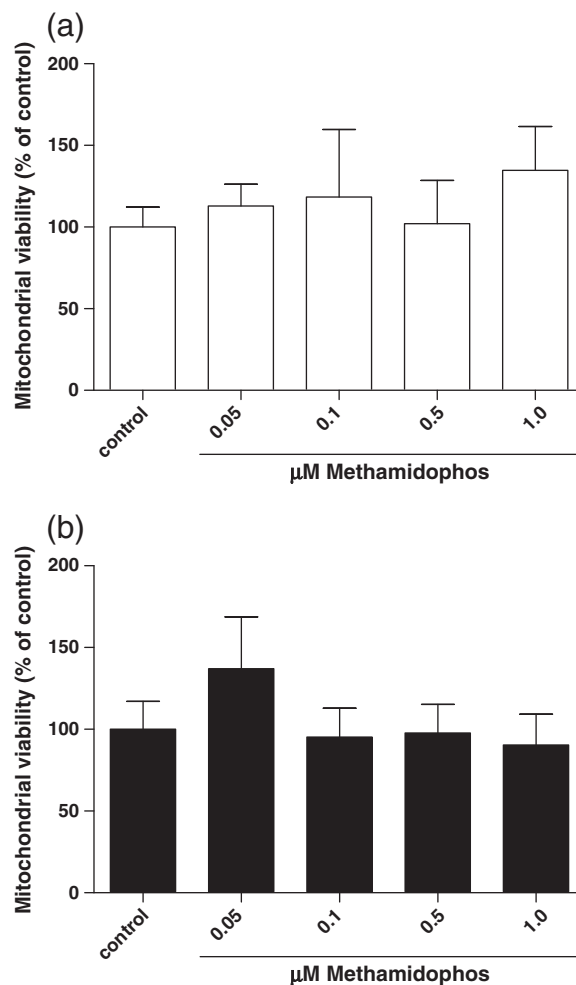 (a)
Mitochondrial viability (% of control)
200
150
100
50
0
control
0.05
0.1
0.5
1.0
μM Methamidophos
(b)
Mitochondrial viability (% of control)
200
150
100
50
0
control
0.05
0.1
0.5
1.0
μM Methamidophos